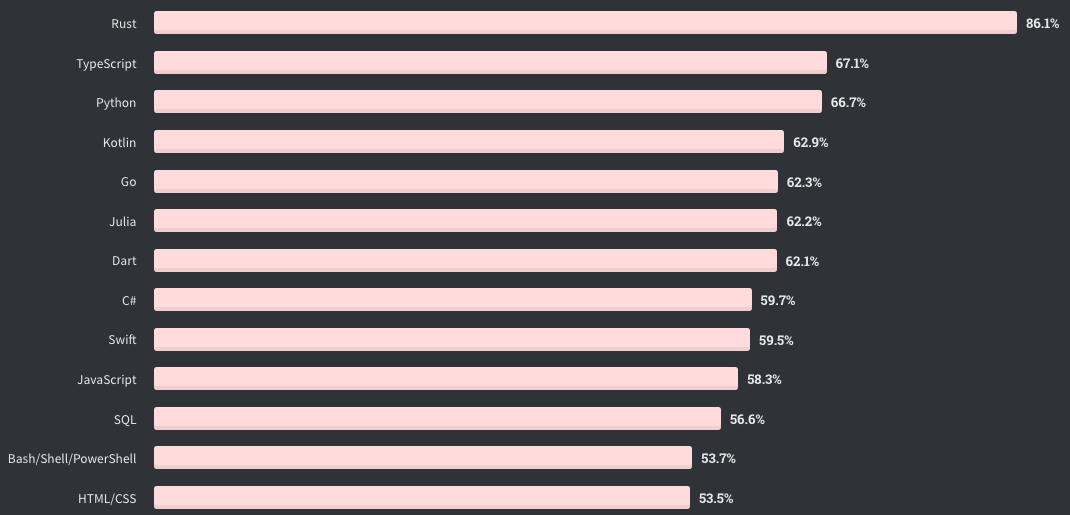 Rust 86.1%
TypeScript 67.1%
Python 66.7%
Kotlin 62.9%
Go 62.3%
Julia 62.2%
Dart 62.1%
C# 59.7%
Swift 59.5%
JavaScript 58.3%
SQL 56.6%
Bash/Shell/PowerShell 53.7%
HTML/CSS 53.5%